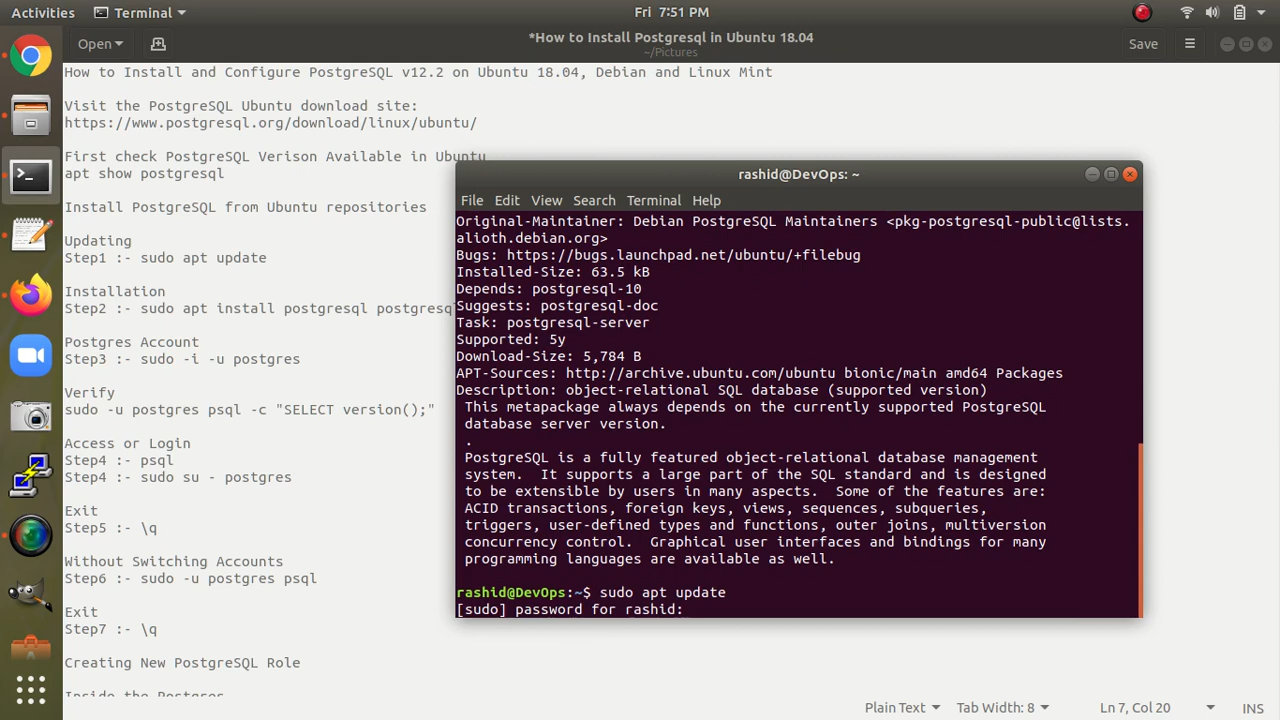 Activities Terminal Fri 7:51 PM
Open *How to Install Postgresql in Ubuntu 18.04 Save
~/Pictures
How to Install and Configure PostgreSQL v12.2 on Ubuntu 18.04, Debian and Linux Mint
Visit the PostgreSQL Ubuntu download site:
https://www.postgresql.org/download/linux/ubuntu/
First check PostgreSQL Verison Available in Ubuntu
apt show postgresql
Install PostgreSQL from Ubuntu repositories
Updating
Step1 :- sudo apt update
Installation
Step2 :- sudo apt install postgresql postgresq
Postgres Account
Step3 :- sudo -i -u postgres
Verify
sudo -u postgres psql -c "SELECT version();"
Access or Login
Step4 :- psql
Step4 :- sudo su - postgres
Exit
Step5 :- \q
Without Switching Accounts
Step6 :- sudo -u postgres psql
Exit
Step7 :- \q
Creating New PostgreSQL Role
Inside the Postgres
rashid@DevOps: ~
File Edit View Search Terminal Help
Original-Maintainer: Debian PostgreSQL Maintainers <pkg-postgresql-public@lists.
alioth.debian.org>
Bugs: https://bugs.launchpad.net/ubuntu/+filebug
Installed-Size: 63.5 kB
Depends: postgresql-10
Suggests: postgresql-doc
Task: postgresql-server
Supported: 5y
Download-Size: 5,784 B
APT-Sources: http://archive.ubuntu.com/ubuntu bionic/main amd64 Packages
Description: object-relational SQL database (supported version)
This metapackage always depends on the currently supported PostgreSQL
database server version.
.
PostgreSQL is a fully featured object-relational database management
system.  It supports a large part of the SQL standard and is designed
to be extensible by users in many aspects.  Some of the features are:
ACID transactions, foreign keys, views, sequences, subqueries,
triggers, user-defined types and functions, outer joins, multiversion
concurrency control.  Graphical user interfaces and bindings for many
programming languages are available as well.
rashid@DevOps:~$ sudo apt update
[sudo] password for rashid:
Plain Text Tab Width: 8 Ln 7, Col 20 INS